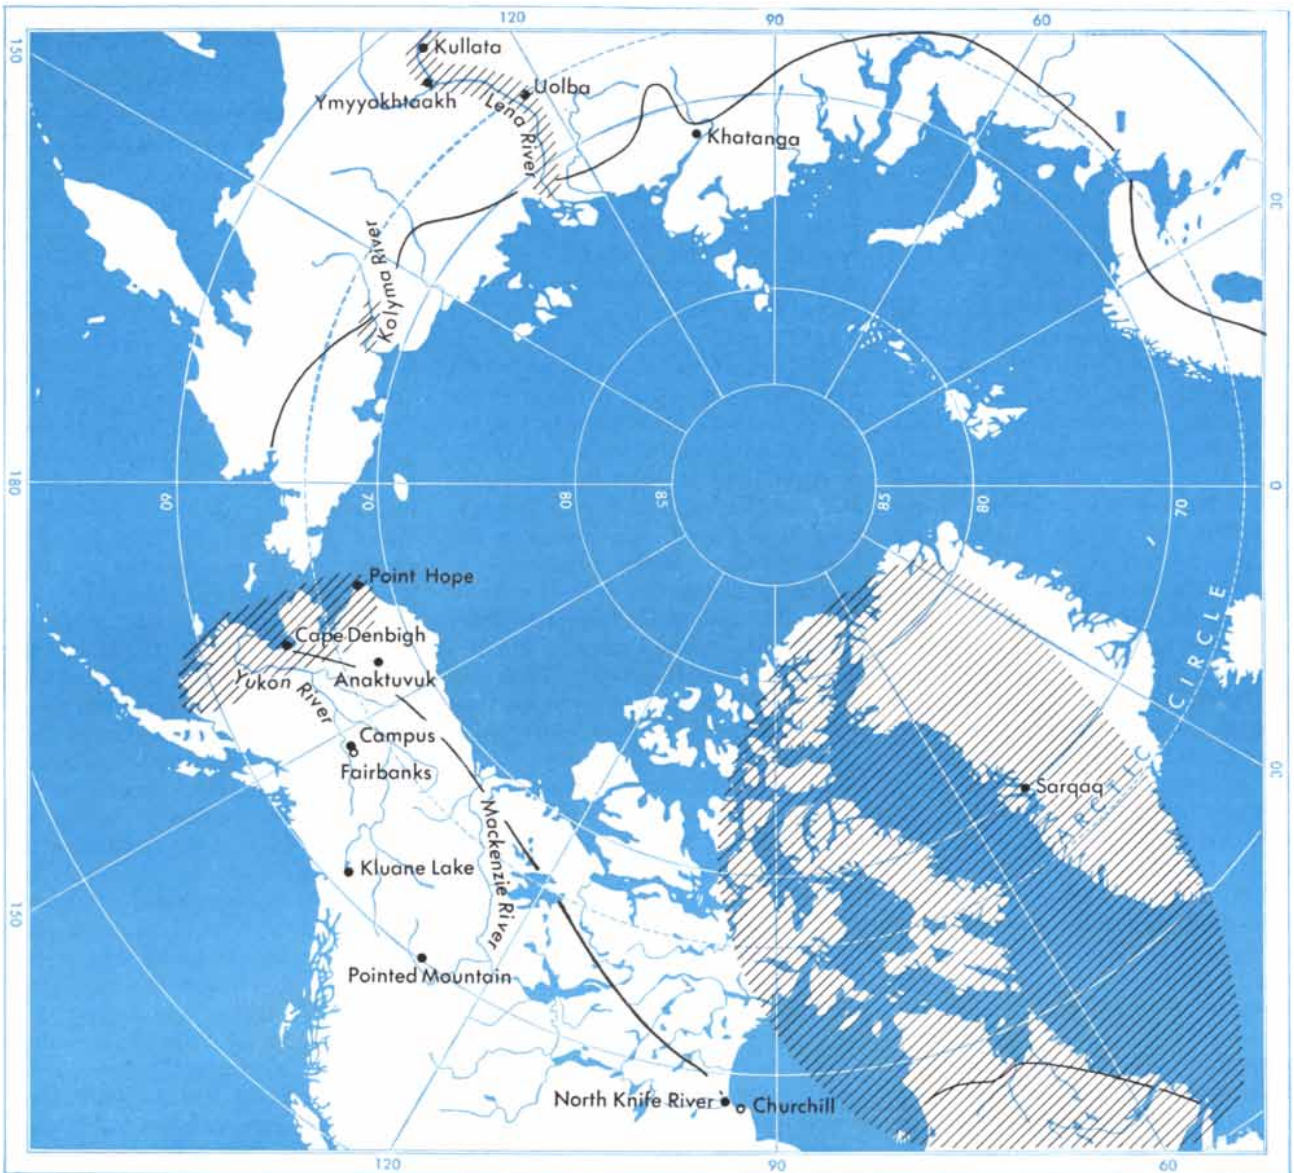 120
90
60
150
Kullata
Ymyyakhtaakh
Uolba
Lena River
Khatanga
30
Kolyma River
180
60
70
80
85
85
80
70
0
Point Hope
Cape Denbigh
Anaktuvuk
Yukon River
Campus
Fairbanks
Mackenzie River
Kluane Lake
Pointed Mountain
Sarqaq
ARCTIC CIRCLE
30
150
North Knife River
Churchill
120
90
60